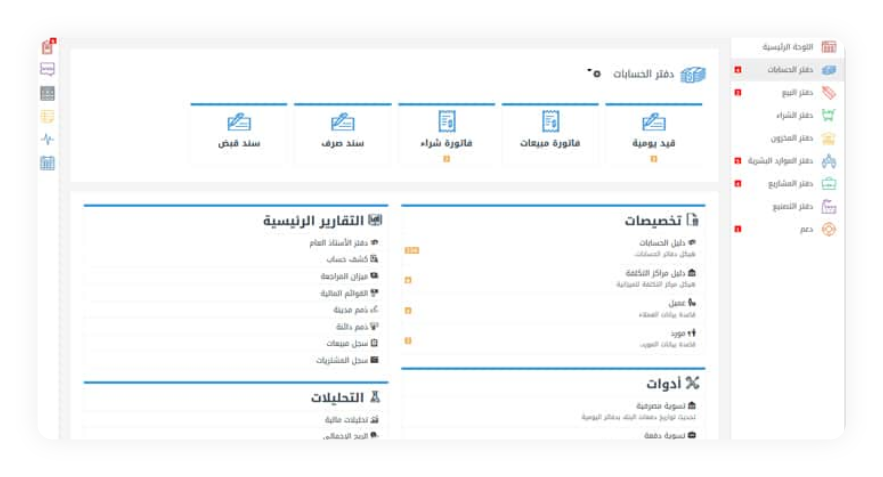 اللوحة الرئيسية
دفتر الحسابات
دفتر البيع
دفتر الشراء
دفتر المخزون
دفتر الموارد البشرية
دفتر المشاريع
دفتر التصنيع
دعم
دفتر الحسابات
قيد يومية
فاتورة مبيعات
فاتورة شراء
سند صرف
سند قبض
تخصيصات
دليل الحسابات
هيكل دفاتر الحسابات.
دليل مراكز التكلفة
هيكل مركز التكلفة للميزانية
عميل
قاعدة بيانات العملاء
مورد
قاعدة بيانات المورد.
أدوات
تسوية مصرفية
تحديث تواريخ دفعات البنك بدفاتر اليومية
تسوية دفعة
التقارير الرئيسية
دفتر الأستاذ العام
كشف حساب
ميزان المراجعة
القوائم المالية
ذمم مدينة
ذمم دائنة
سجل مبيعات
سجل المشتريات
التحليلات
تحليلات مالية
الربح الإجمالي